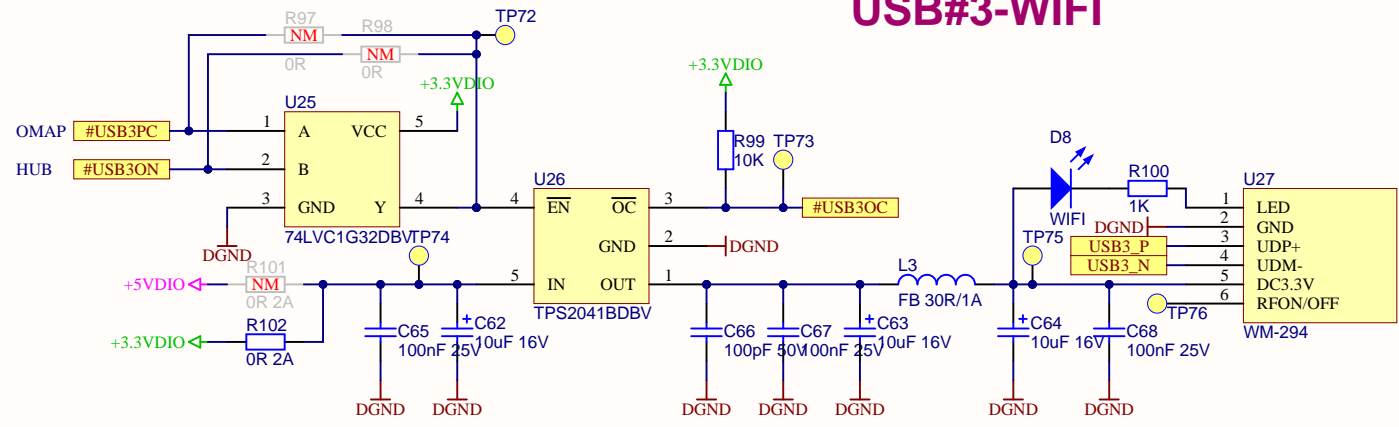 USB#3-WIFI
R97
NM
0R
R98
NM
0R
TP72
+3.3VDIO
U25
OMAP
#USB3PC
HUB
#USB3ON
1
A
VCC
5
2
B
3
GND
Y
4
74LVC1G32DBV
DGND
+3.3VDIO
R99
10K
TP73
U26
4
EN
OC
3
#USB3OC
GND
2
DGND
5
IN
OUT
1
TPS2041BDBV
TP74
+5VDIO
R101
NM
0R 2A
+3.3VDIO
R102
0R 2A
C65
100nF 25V
DGND
+
C62
10uF 16V
DGND
C66
100pF 50V
DGND
C67
100nF 25V
DGND
+
C63
10uF 16V
DGND
L3
FB 30R/1A
TP75
+
C64
10uF 16V
DGND
C68
100nF 25V
DGND
D8
WIFI
R100
1K
U27
1
LED
DGND
2
GND
USB3_P
3
UDP+
USB3_N
4
UDM-
5
DC3.3V
TP76
6
RFON/OFF
WM-294